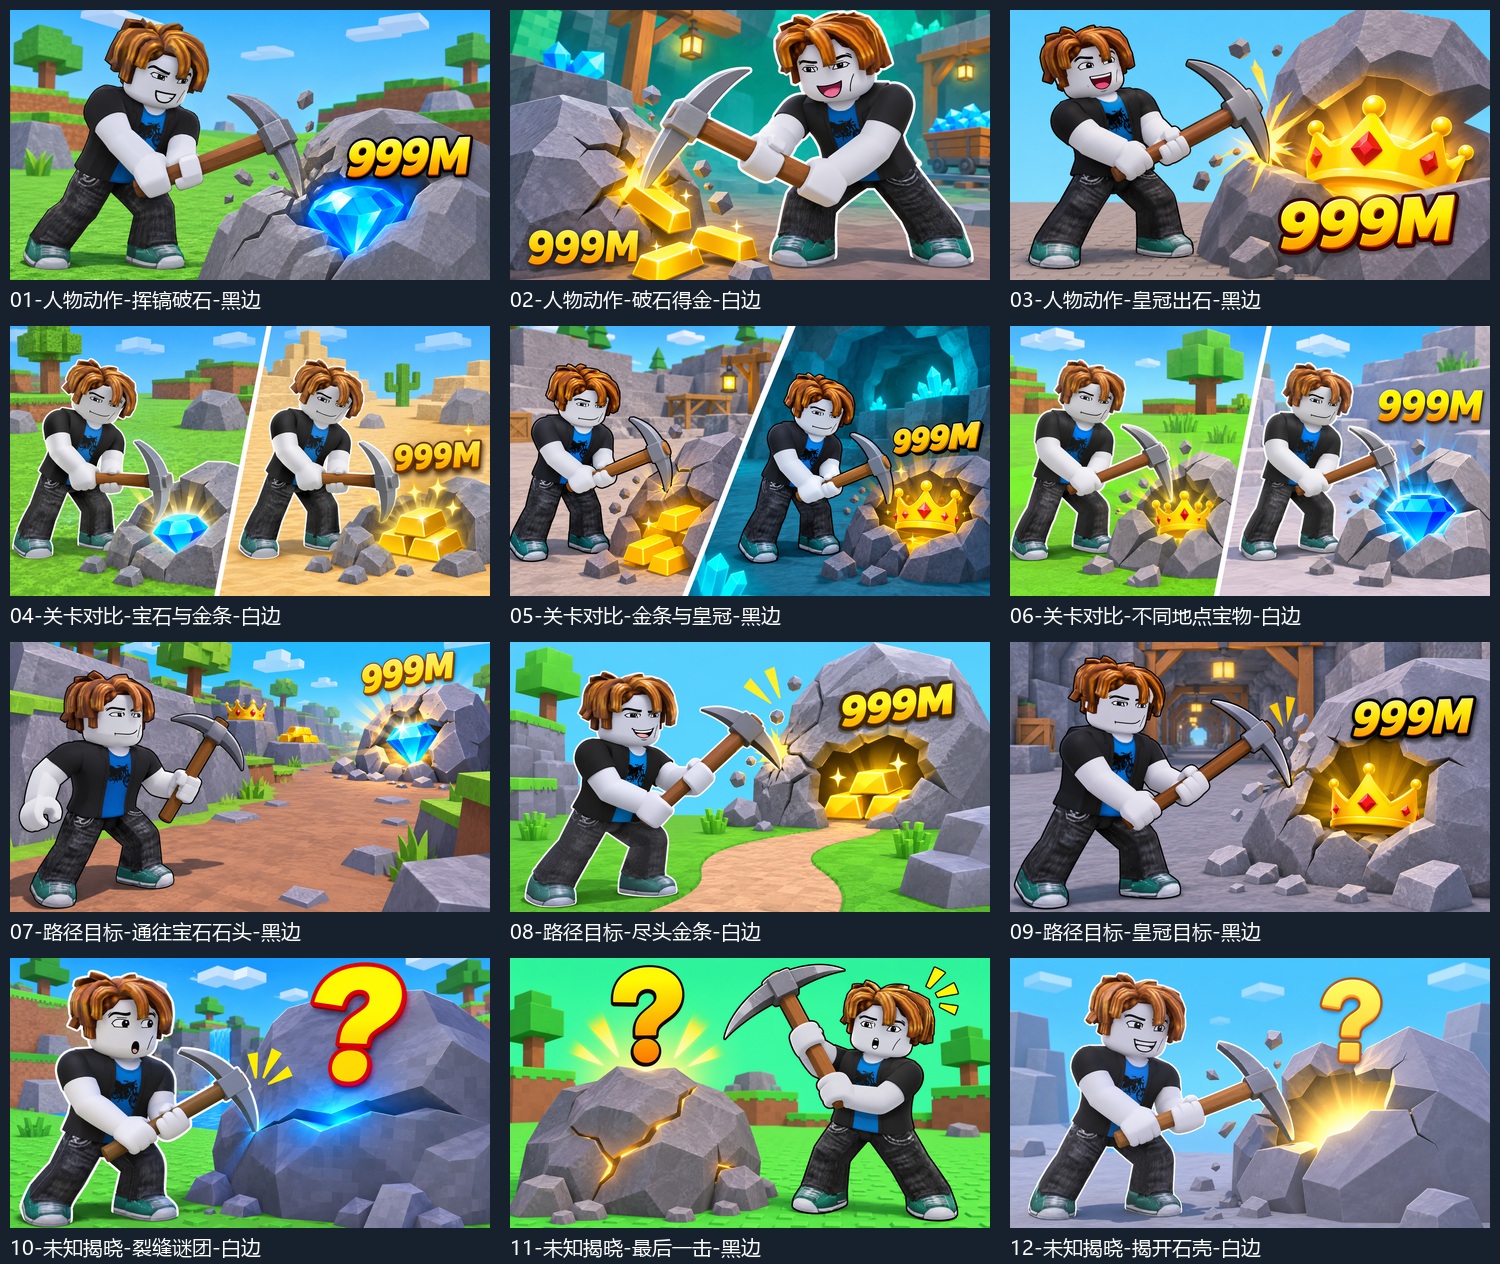 999M
999M
999M
01-人物动作-挥镐破石-黑边
02-人物动作-破石得金-白边
03-人物动作-皇冠出石-黑边
999M
999M
999M
04-关卡对比-宝石与金条-白边
05-关卡对比-金条与皇冠-黑边
06-关卡对比-不同地点宝物-白边
999M
999M
999M
07-路径目标-通往宝石石头-黑边
08-路径目标-尽头金条-白边
09-路径目标-皇冠目标-黑边
?
?
?
10-未知揭晓-裂缝谜团-白边
11-未知揭晓-最后一击-黑边
12-未知揭晓-揭开石壳-白边